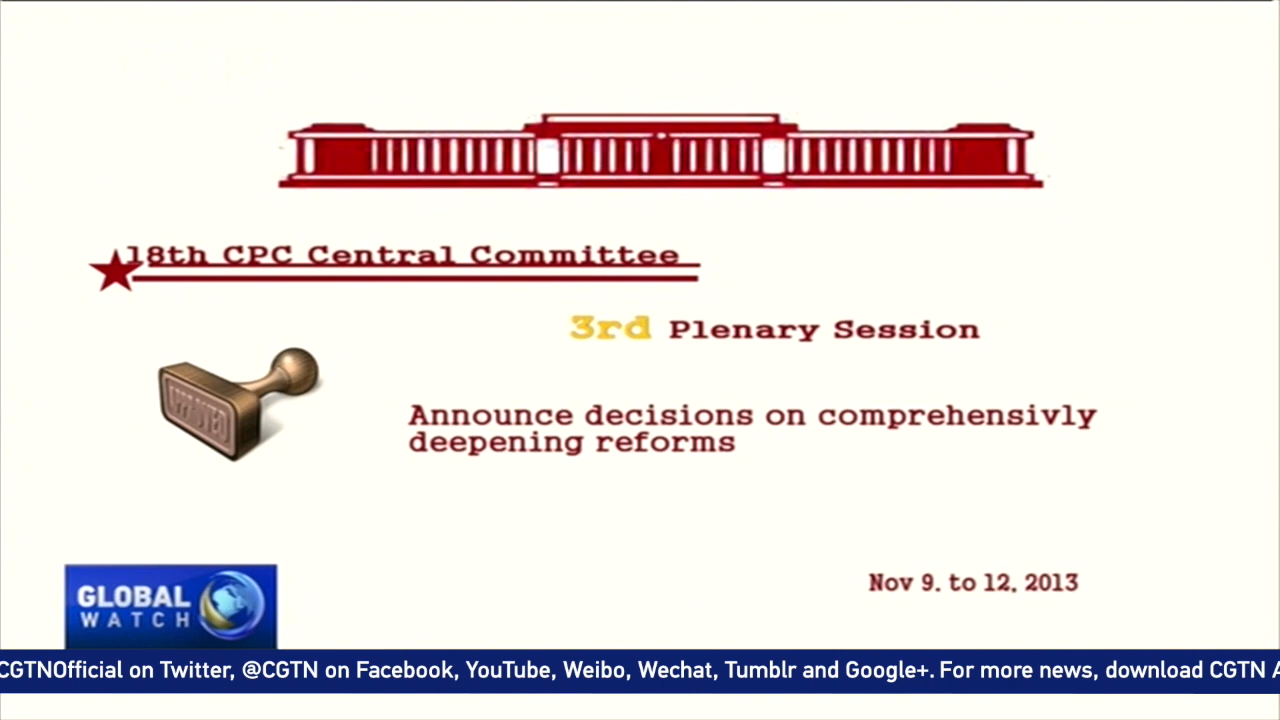 18th CPC Central Committee
3rd Plenary Session
Announce decisions on comprehensivly
deepening reforms
Nov 9. to 12, 2013
GLOBAL
WATCH
CGTNOfficial on Twitter, @CGTN on Facebook, YouTube, Weibo, Wechat, Tumblr and Google+. For more news, download CGTN